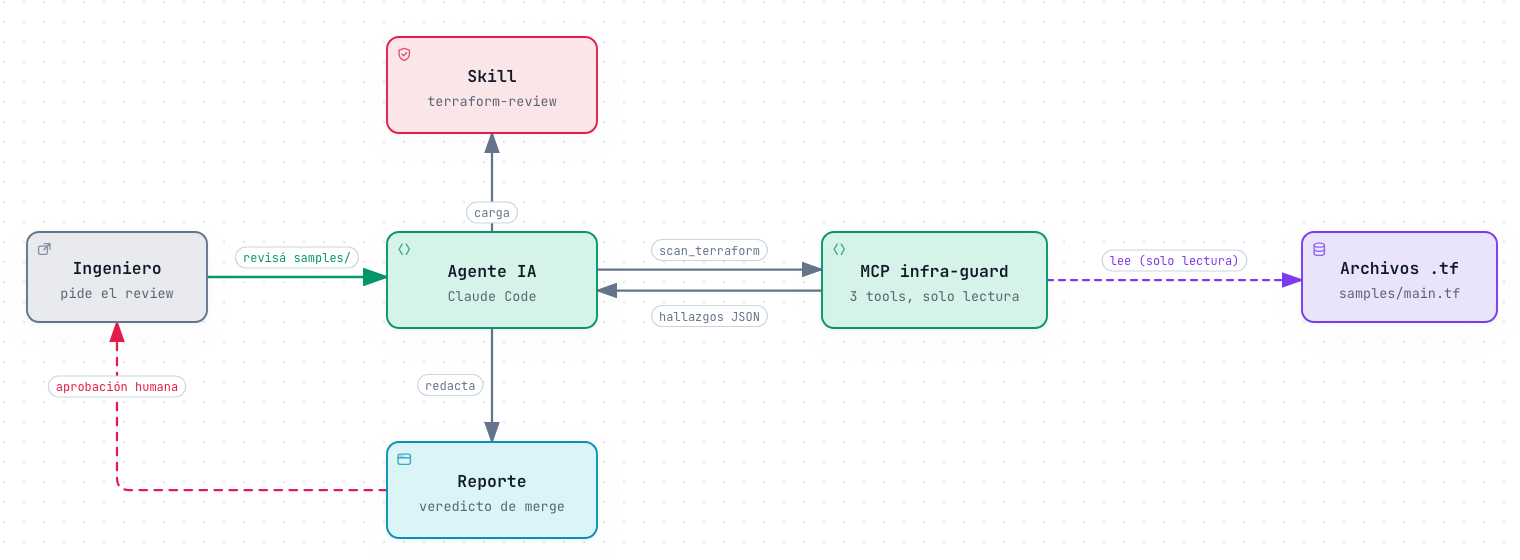 Skill
terraform-review
carga
Ingeniero
pide el review
revisá samples/
Agente IA
Claude Code
scan_terraform
hallazgos JSON
MCP infra-guard
3 tools, solo lectura
lee (solo lectura)
Archivos .tf
samples/main.tf
aprobación humana
redacta
Reporte
veredicto de merge